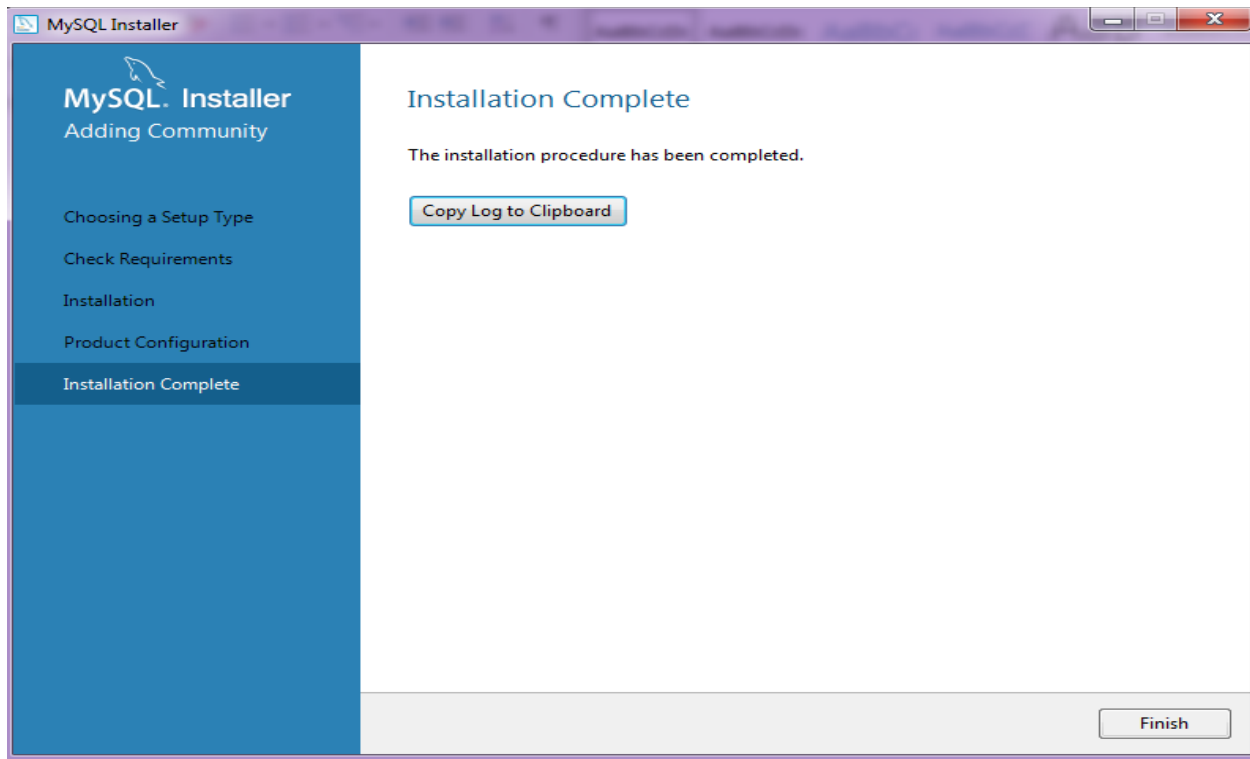 MySQL Installer
MySQL. Installer
Adding Community
Choosing a Setup Type
Check Requirements
Installation
Product Configuration
Installation Complete
Installation Complete
The installation procedure has been completed.
Copy Log to Clipboard
Finish